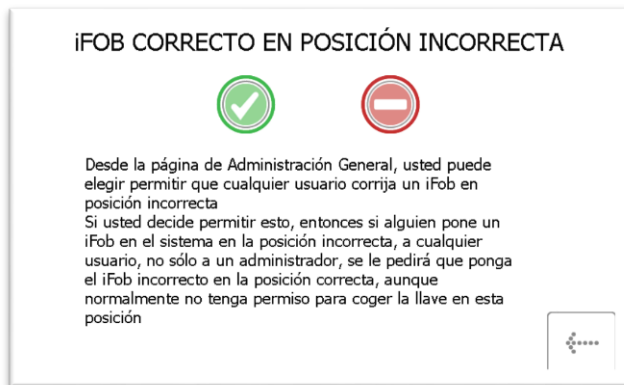 iFOB CORRECTO EN POSICIÓN INCORRECTA
Desde la página de Administración General, usted puede
elegir permitir que cualquier usuario corrija un iFob en
posición incorrecta
Si usted decide permitir esto, entonces si alguien pone un
iFob en el sistema en la posición incorrecta, a cualquier
usuario, no sólo a un administrador, se le pedirá que ponga
el iFob incorrecto en la posición correcta, aunque
normalmente no tenga permiso para coger la llave en esta
posición